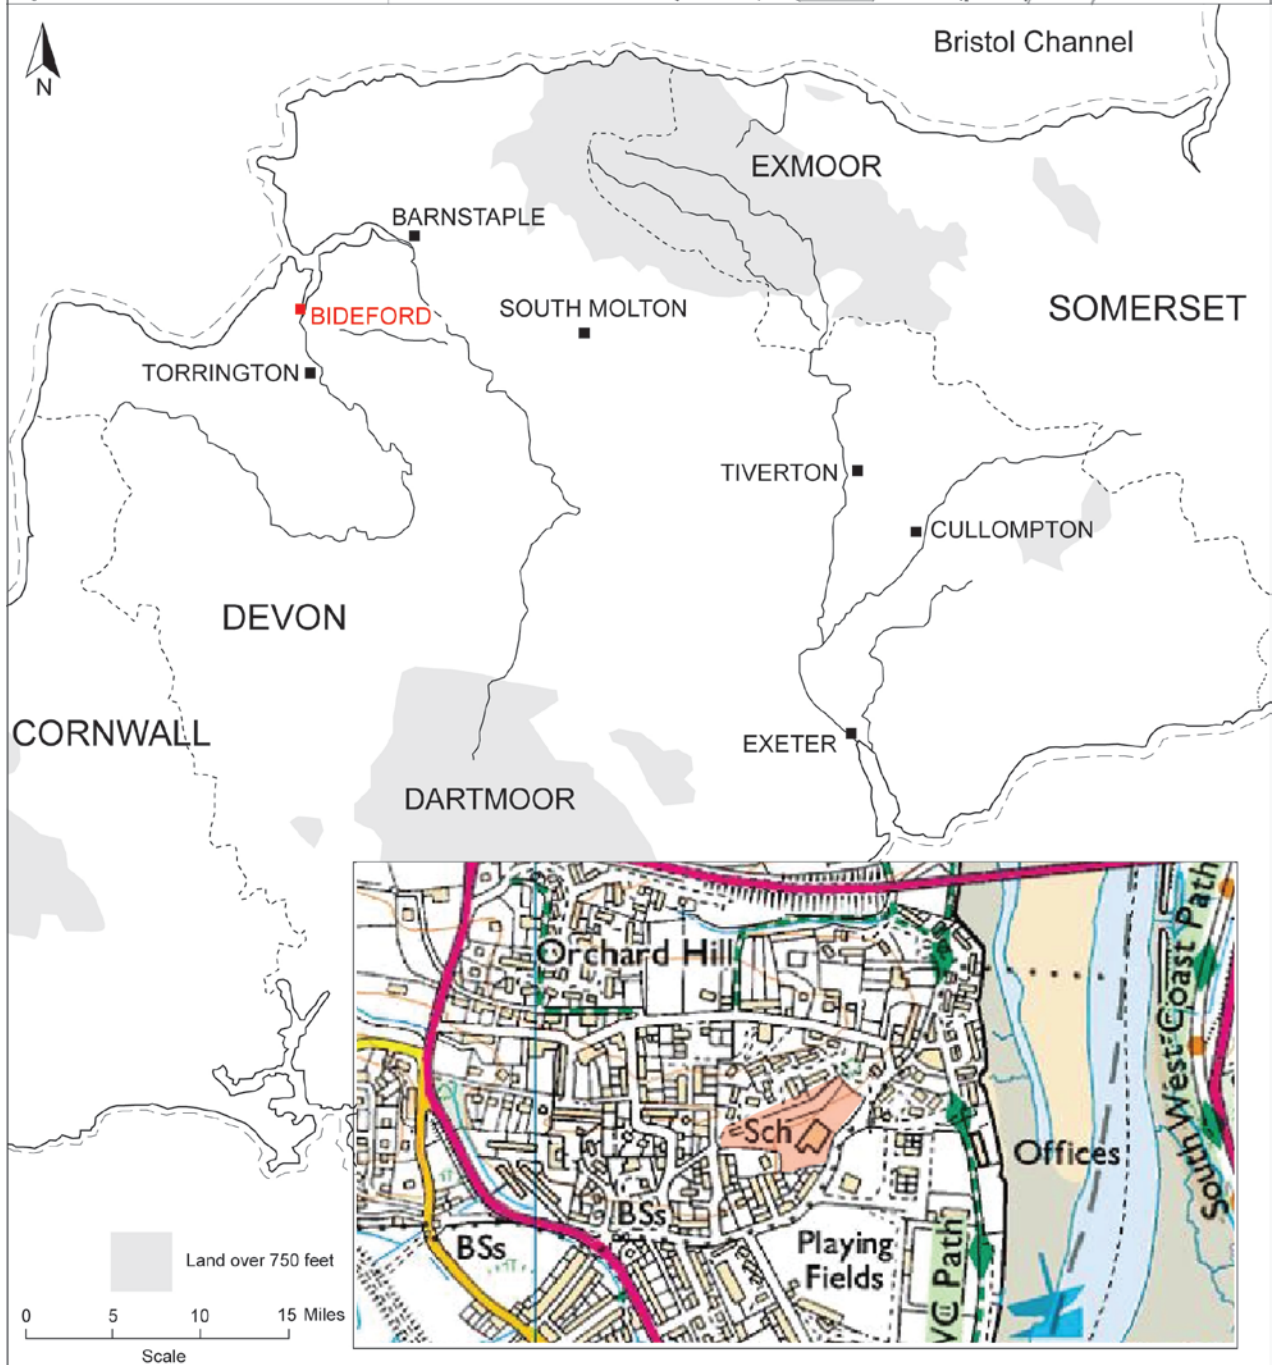 Bristol Channel
N
EXMOOR
BARNSTAPLE
SOUTH MOLTON
SOMERSET
BIDEFORD
TORRINGTON
TIVERTON
CULLOMPTON
DEVON
CORNWALL
EXETER
DARTMOOR
Orchard Hill
South West Coast Path
Sch
Offices
BSs
BSs
Playing
Fields
Path
Land over 750 feet
0 5 10 15 Miles
Scale